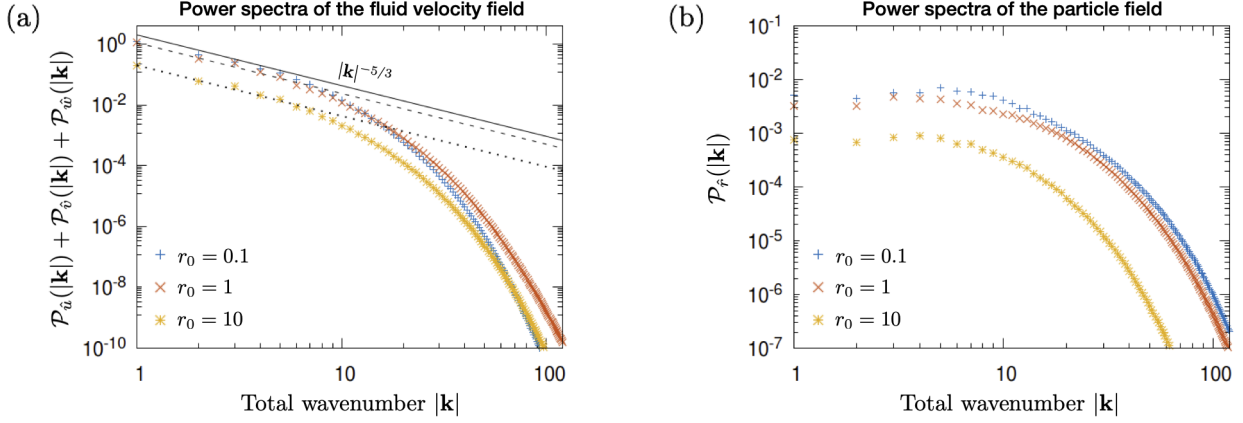 (a)
Power spectra of the fluid velocity field
𝒫_û(|𝐤|) + 𝒫_v̂(|𝐤|) + 𝒫_ŵ(|𝐤|)
10^0
10^-2
10^-4
10^-6
10^-8
10^-10
|𝐤|^−5/3
r_0 = 0.1
r_0 = 1
r_0 = 10
1
10
100
Total wavenumber |𝐤|
(b)
Power spectra of the particle field
𝒫_r̂(|𝐤|)
10^-1
10^-2
10^-3
10^-4
10^-5
10^-6
10^-7
r_0 = 0.1
r_0 = 1
r_0 = 10
1
10
100
Total wavenumber |𝐤|